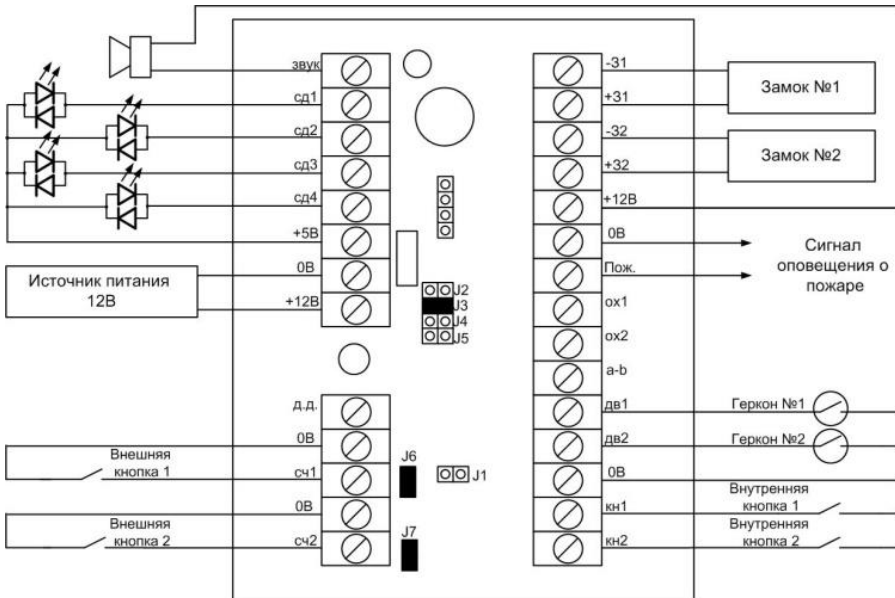 звук
сд1
сд2
сд3
сд4
+5В
0В
+12В
Источник питания
12В
J2
J3
J4
J5
д.д.
0В
сч1
0В
сч2
Внешняя
кнопка 1
Внешняя
кнопка 2
J6
J1
J7
-З1
+З1
-З2
+З2
+12В
0В
Пож.
ох1
ох2
a-b
дв1
дв2
0В
кн1
кн2
Замок №1
Замок №2
Сигнал
оповещения о
пожаре
Геркон №1
Геркон №2
Внутренняя
кнопка 1
Внутренняя
кнопка 2